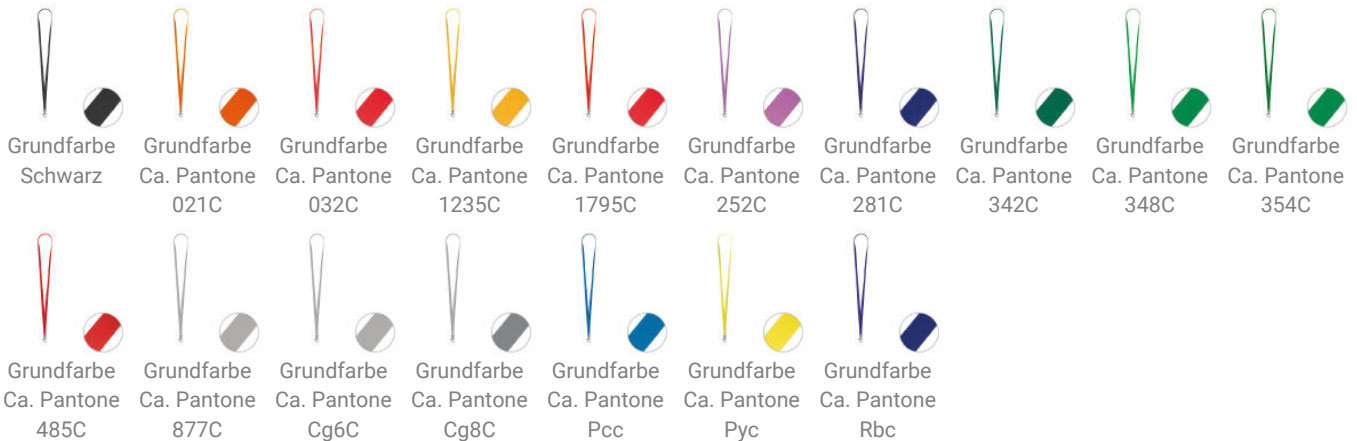 Grundfarbe Grundfarbe Grundfarbe Grundfarbe Grundfarbe Grundfarbe Grundfarbe Grundfarbe Grundfarbe Grundfarbe
Schwarz Ca. Pantone Ca. Pantone Ca. Pantone Ca. Pantone Ca. Pantone Ca. Pantone Ca. Pantone Ca. Pantone Ca. Pantone
021C 032C 1235C 1795C 252C 281C 342C 348C 354C
Grundfarbe Grundfarbe Grundfarbe Grundfarbe Grundfarbe Grundfarbe Grundfarbe
Ca. Pantone Ca. Pantone Ca. Pantone Ca. Pantone Ca. Pantone Ca. Pantone Ca. Pantone
485C 877C Cg6C Cg8C Pcc Pyc Rbc